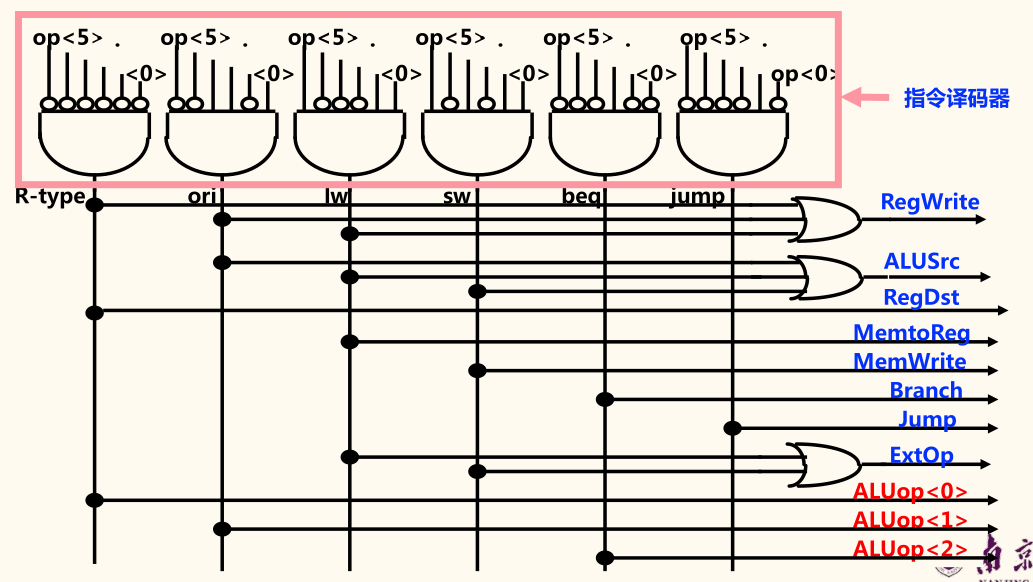 op<5> . op<5> . op<5> . op<5> . op<5> . op<5> .
<0> <0> <0> <0> <0> op<0>
指令译码器
R-type ori lw sw beq jump
RegWrite
ALUSrc
RegDst
MemtoReg
MemWrite
Branch
Jump
ExtOp
ALUop<0>
ALUop<1>
ALUop<2>
南京